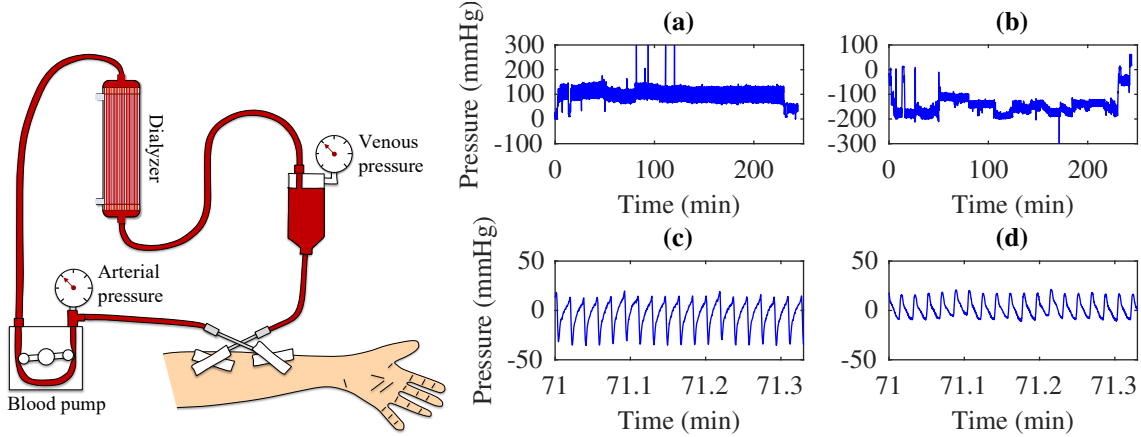 Dialyzer
Venous
pressure
Arterial
pressure
Blood pump
(a)
Pressure (mmHg)
300
200
100
0
-100
0
100
200
Time (min)
(b)
100
0
-100
-200
-300
0
100
200
Time (min)
(c)
Pressure (mmHg)
50
0
-50
71
71.1
71.2
71.3
Time (min)
(d)
50
0
-50
71
71.1
71.2
71.3
Time (min)